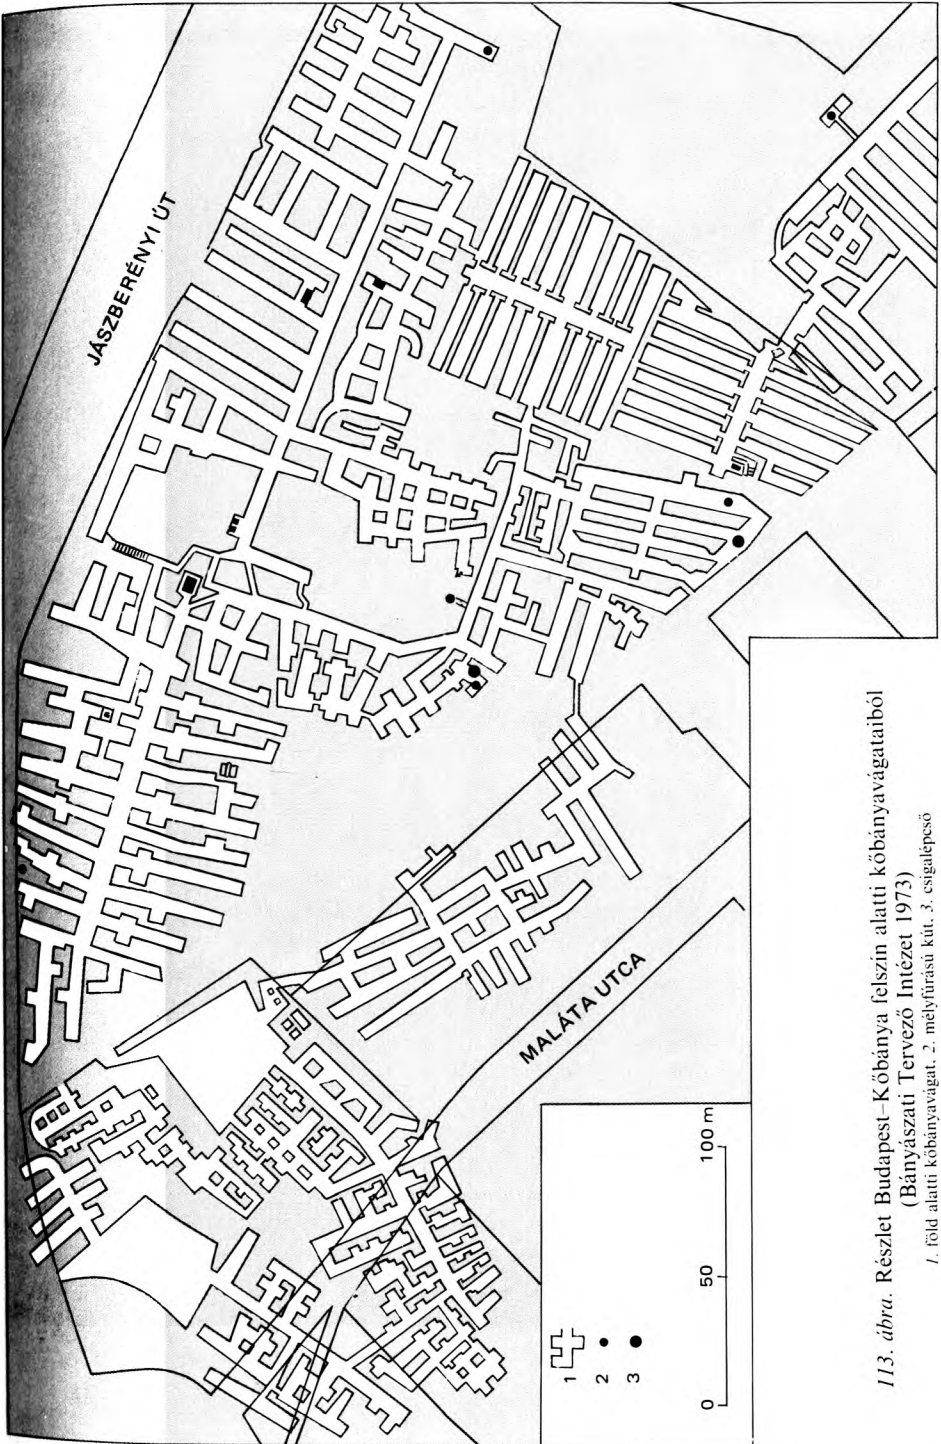 JÁSZBERÉNYI ÚT
MALÁTA UTCA
1
2
3
0 50 100 m
113. ábra. Részlet Budapest–Kőbánya felszín alatti kőbányavágataiból
(Bányászati Tervező Intézet 1973)
1. föld alatti kőbányavágat, 2. mélyfúrású kút, 3. csigalépcső